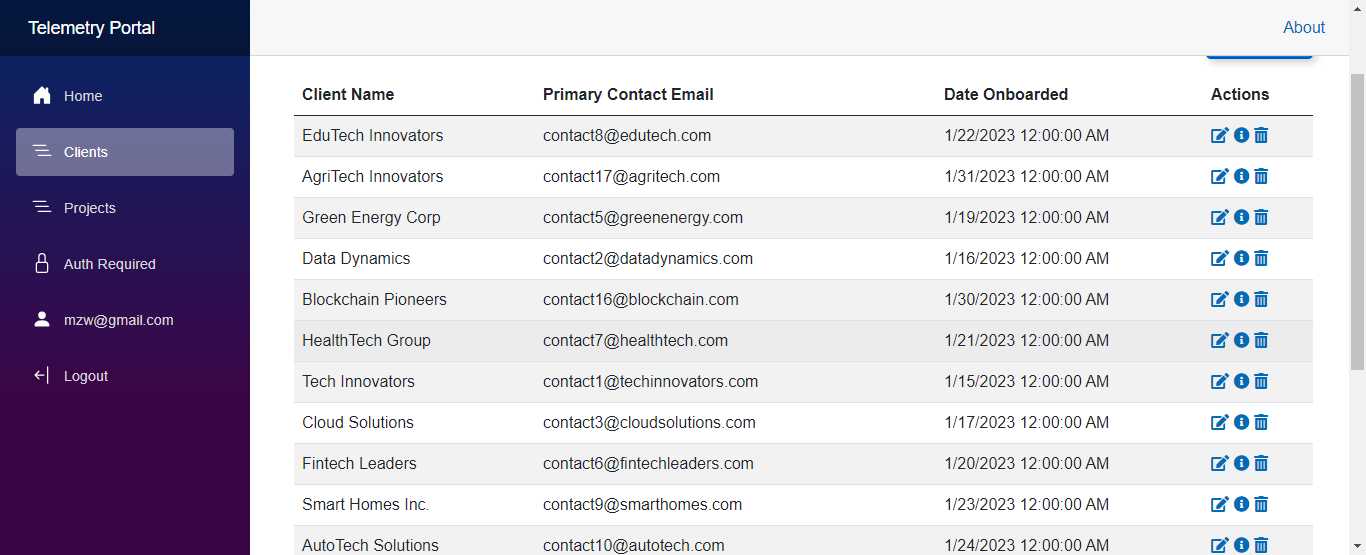 Telemetry Portal
About
Home
Clients
Projects
Auth Required
mzw@gmail.com
Logout
Client Name Primary Contact Email Date Onboarded Actions
EduTech Innovators contact8@edutech.com 1/22/2023 12:00:00 AM
AgriTech Innovators contact17@agritech.com 1/31/2023 12:00:00 AM
Green Energy Corp contact5@greenenergy.com 1/19/2023 12:00:00 AM
Data Dynamics contact2@datadynamics.com 1/16/2023 12:00:00 AM
Blockchain Pioneers contact16@blockchain.com 1/30/2023 12:00:00 AM
HealthTech Group contact7@healthtech.com 1/21/2023 12:00:00 AM
Tech Innovators contact1@techinnovators.com 1/15/2023 12:00:00 AM
Cloud Solutions contact3@cloudsolutions.com 1/17/2023 12:00:00 AM
Fintech Leaders contact6@fintechleaders.com 1/20/2023 12:00:00 AM
Smart Homes Inc. contact9@smarthomes.com 1/23/2023 12:00:00 AM
AutoTech Solutions contact10@autotech.com 1/24/2023 12:00:00 AM